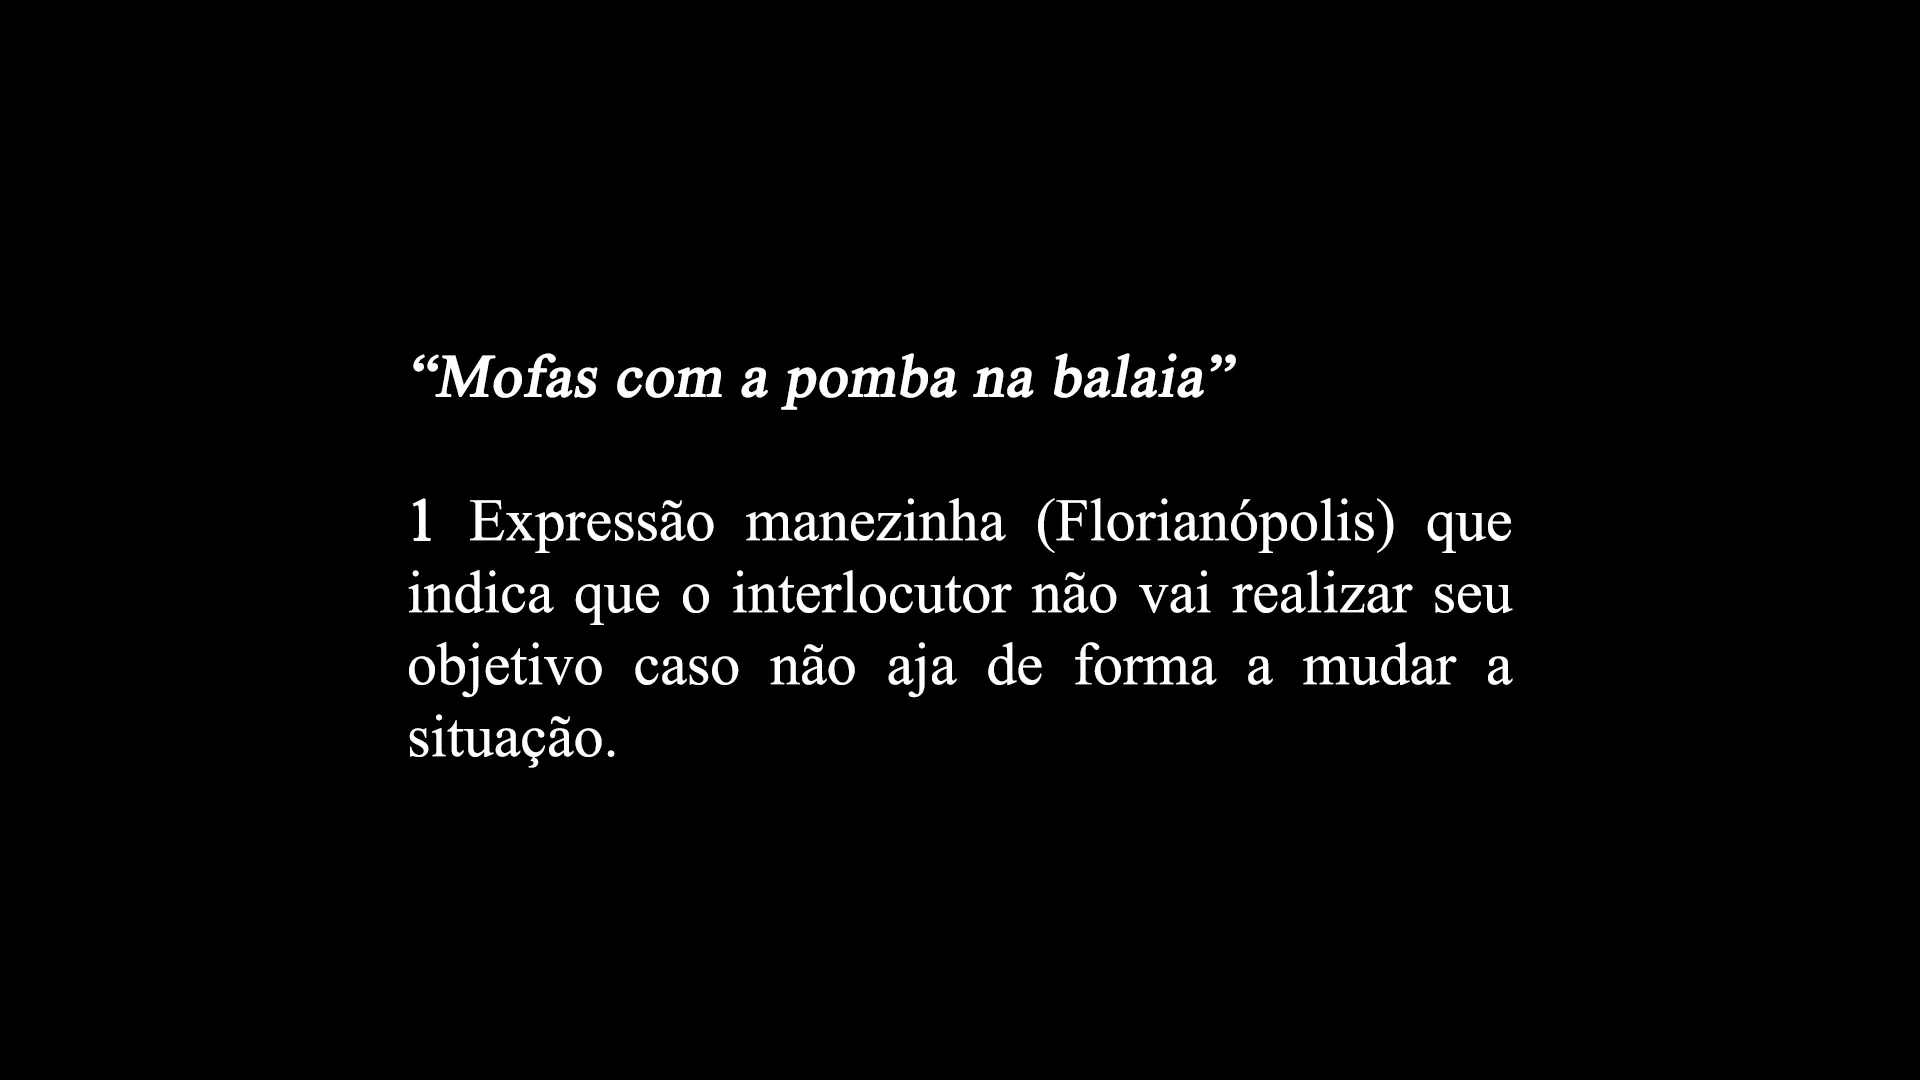 “Mofas com a pomba na balaia”
1 Expressão manezinha (Florianópolis) que
indica que o interlocutor não vai realizar seu
objetivo caso não aja de forma a mudar a
situação.